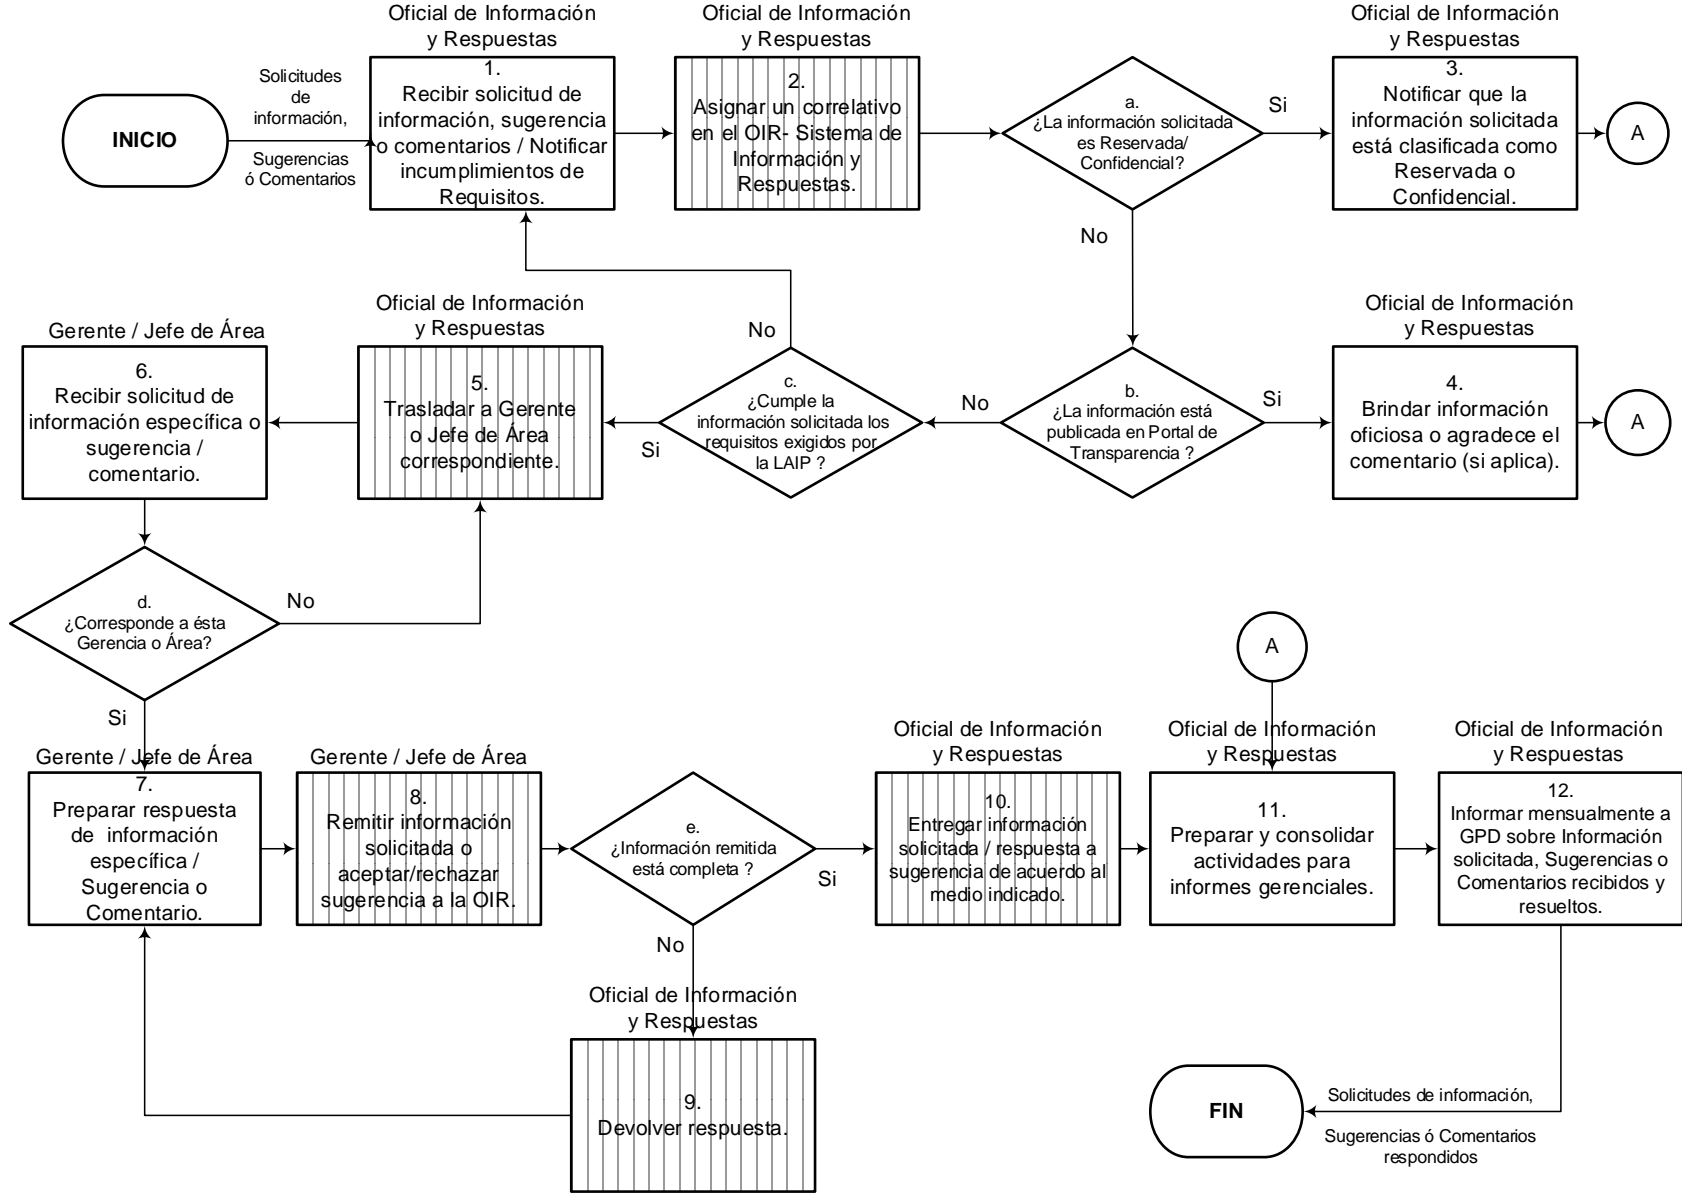 Oficial de Información
y Respuestas
Oficial de Información
y Respuestas
Oficial de Información
y Respuestas
INICIO
Solicitudes
de
información,
Sugerencias
ó Comentarios
1.
Recibir solicitud de
información, sugerencia
o comentarios / Notificar
incumplimientos de
Requisitos.
2.
Asignar un correlativo
en el OIR- Sistema de
Información y
Respuestas.
a.
¿La información solicitada
es Reservada/
Confidencial?
Si
No
3.
Notificar que la
información solicitada
está clasificada como
Reservada o
Confidencial.
A
Gerente / Jefe de Área
6.
Recibir solicitud de
información específica o
sugerencia /
comentario.
Oficial de Información
y Respuestas
5.
Trasladar a Gerente
o Jefe de Área
correspondiente.
Si
No
c.
¿Cumple la
información solicitada los
requisitos exigidos por
la LAIP ?
No
b.
¿La información está
publicada en Portal de
Transparencia ?
Si
Oficial de Información
y Respuestas
4.
Brindar información
oficiosa o agradece el
comentario (si aplica).
A
d.
¿Corresponde a ésta
Gerencia o Área?
No
Si
A
Gerente / Jefe de Área
7.
Preparar respuesta
de información
específica /
Sugerencia o
Comentario.
Gerente / Jefe de Área
8.
Remitir información
solicitada o
aceptar/rechazar
sugerencia a la OIR.
e.
¿Información remitida
está completa ?
Si
No
Oficial de Información
y Respuestas
10.
Entregar información
solicitada / respuesta a
sugerencia de acuerdo al
medio indicado.
Oficial de Información
y Respuestas
11.
Preparar y consolidar
actividades para
informes gerenciales.
Oficial de Información
y Respuestas
12.
Informar mensualmente a
GPD sobre Información
solicitada, Sugerencias o
Comentarios recibidos y
resueltos.
Oficial de Información
y Respuestas
9.
Devolver respuesta.
FIN
Solicitudes de información,
Sugerencias ó Comentarios
respondidos